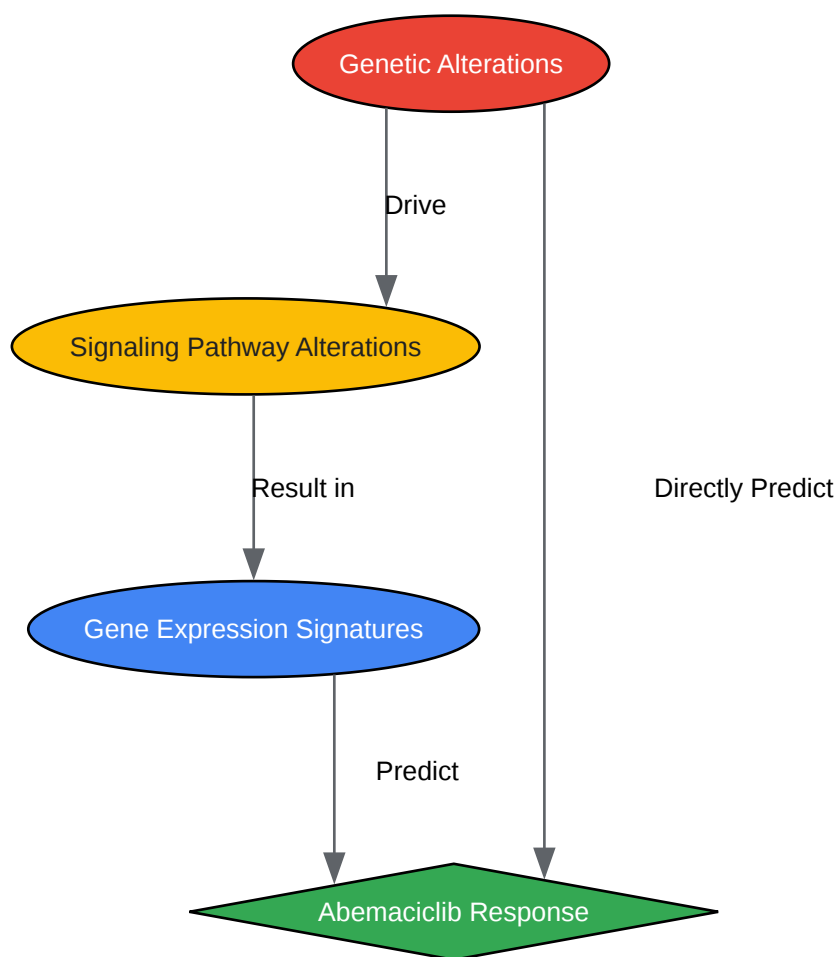 Genetic Alterations
Drive
Signaling Pathway Alterations
Result in
Directly Predict
Gene Expression Signatures
Predict
Abemaciclib Response